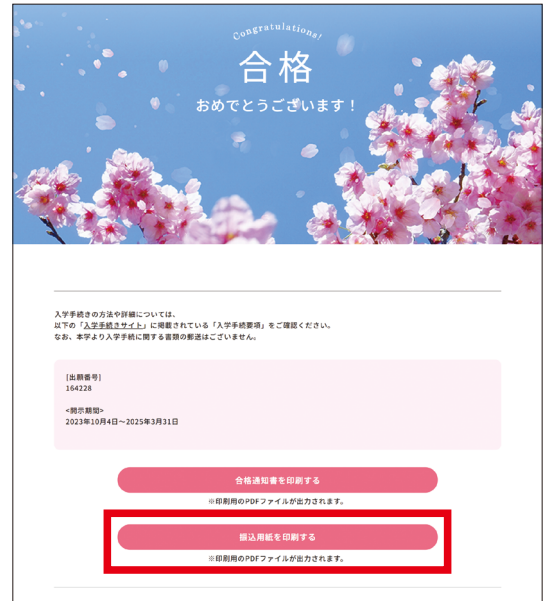 Congratulations!
合格
おめでとうございます！
入学手続きの方法や詳細については、
以下の「入学手続きサイト」に掲載されている「入学手続要項」をご確認ください。
なお、本学より入学手続に関する書類の郵送はございません。
[出願番号]
164228
<開示期間>
2023年10月4日～2025年3月31日
合格通知書を印刷する
※印刷用のPDFファイルが出力されます。
振込用紙を印刷する
※印刷用のPDFファイルが出力されます。